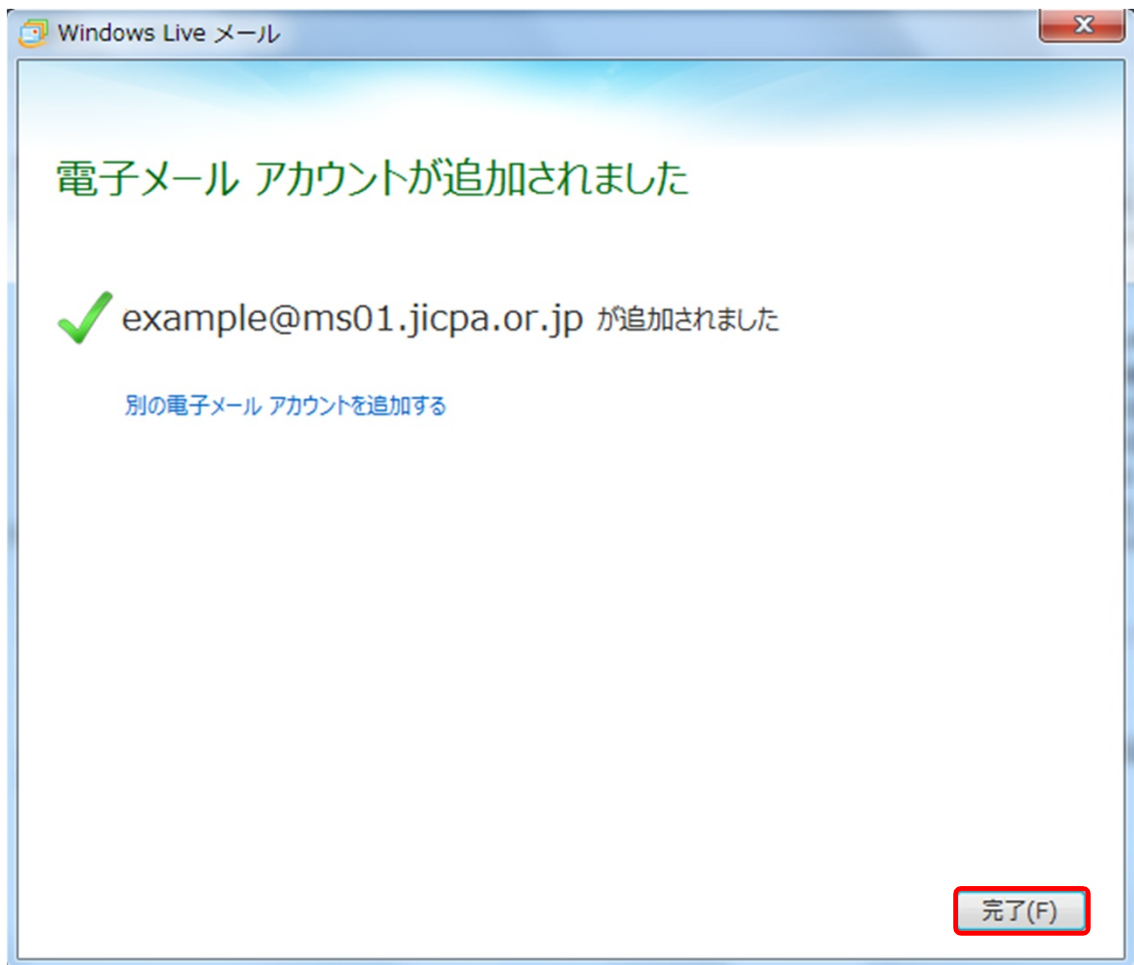 Windows Live メール
電子メール アカウントが追加されました
example@ms01.jicpa.or.jp が追加されました
別の電子メール アカウントを追加する
完了(F)